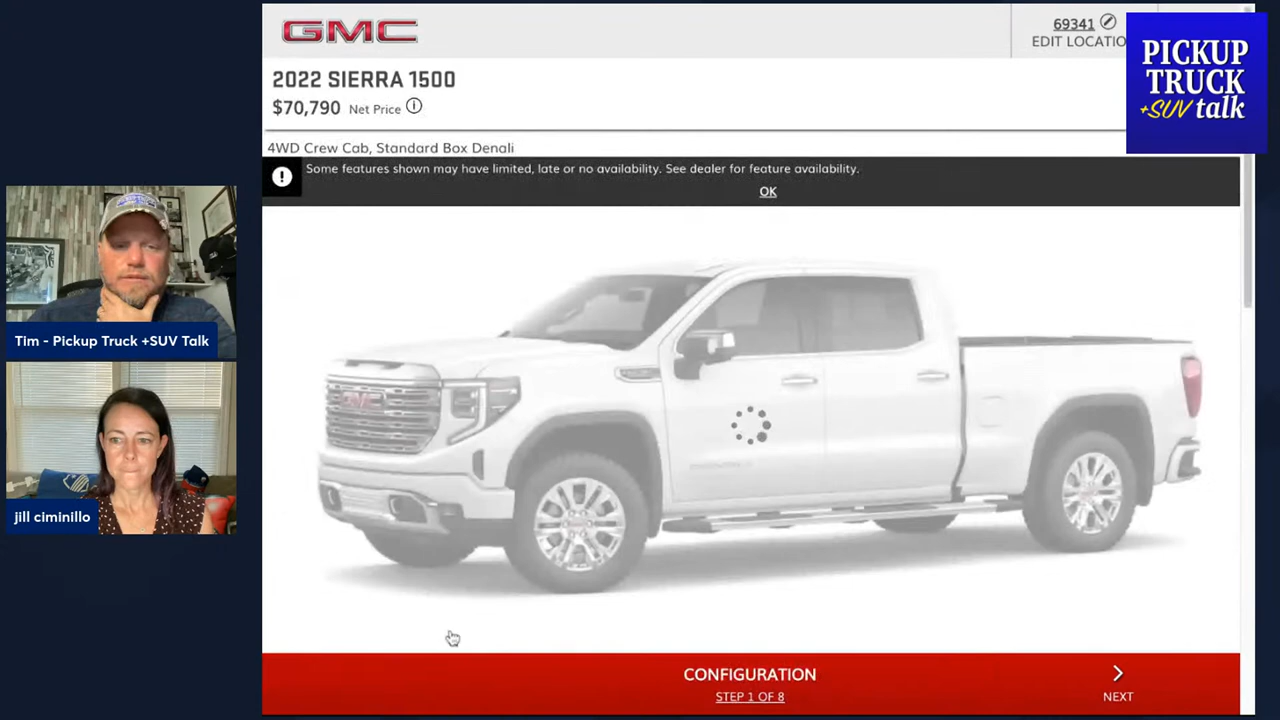 GMC
69341
EDIT LOCATIO
PICKUP
TRUCK
+SUV talk
2022 SIERRA 1500
$70,790 Net Price
4WD Crew Cab, Standard Box Denali
Some features shown may have limited, late or no availability. See dealer for feature availability.
OK
GMC
Tim - Pickup Truck +SUV Talk
jill ciminillo
CONFIGURATION
STEP 1 OF 8
NEXT